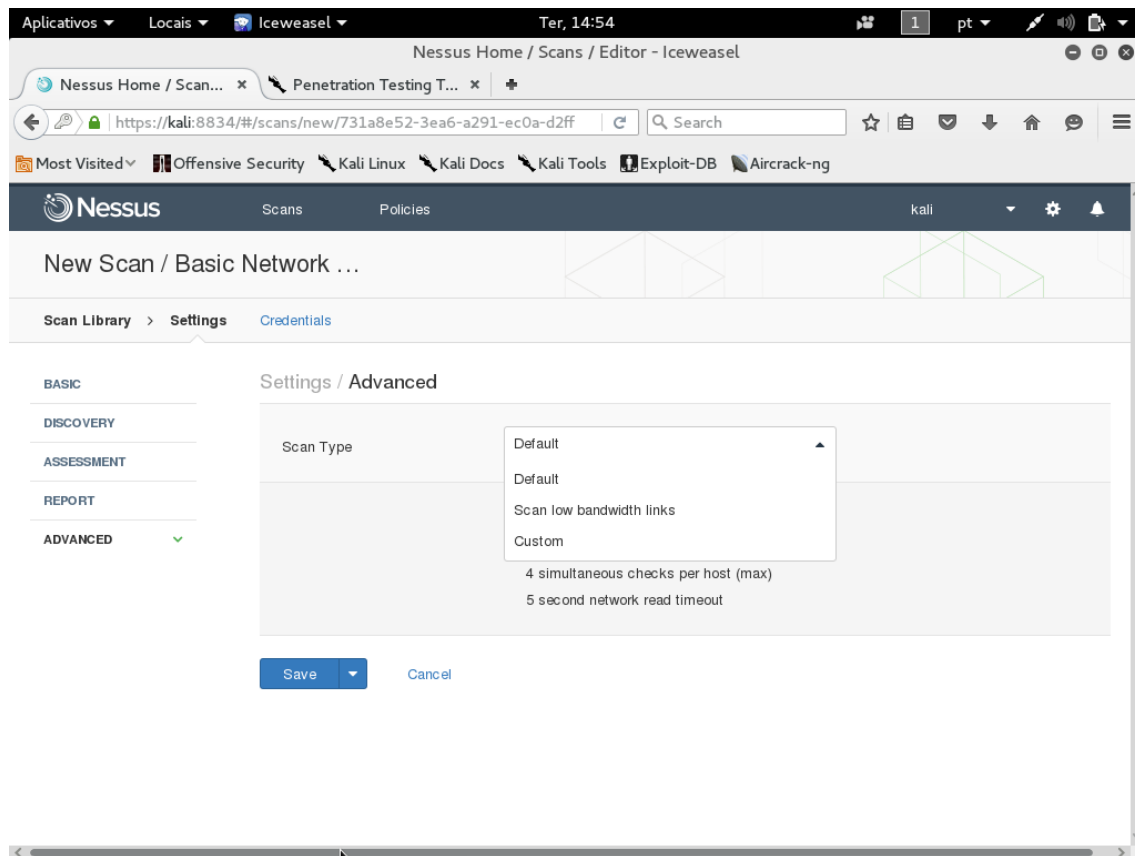 Aplicativos Locais Iceweasel Ter, 14:54 1 pt
Nessus Home / Scans / Editor - Iceweasel
Nessus Home / Scan... Penetration Testing T...
https://kali:8834/#/scans/new/731a8e52-3ea6-a291-ec0a-d2ff Search
Most Visited Offensive Security Kali Linux Kali Docs Kali Tools Exploit-DB Aircrack-ng
Nessus Scans Policies kali
New Scan / Basic Network ...
Scan Library > Settings Credentials
BASIC
DISCOVERY
ASSESSMENT
REPORT
ADVANCED
Settings / Advanced
Scan Type Default
Default
Scan low bandwidth links
Custom
4 simultaneous checks per host (max)
5 second network read timeout
Save Cancel